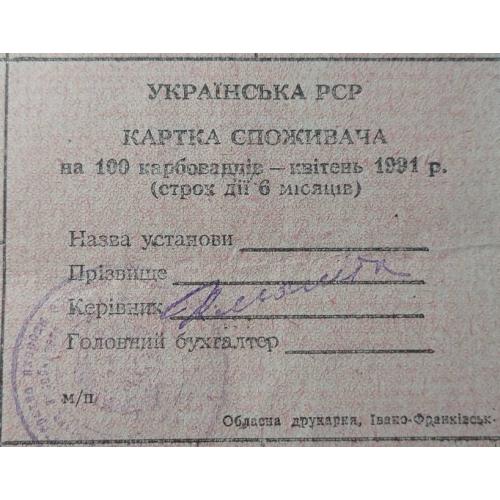 УКРАЇНСЬКА РСР
КАРТКА СПОЖИВАЧА
на 100 карбованців – квітень 1991 р.
(строк дії 6 місяців)
Назва установи
Прізвище
Керівник
Головний бухгалтер
м/п
Обласна друкарня, Івано-Франківськ-